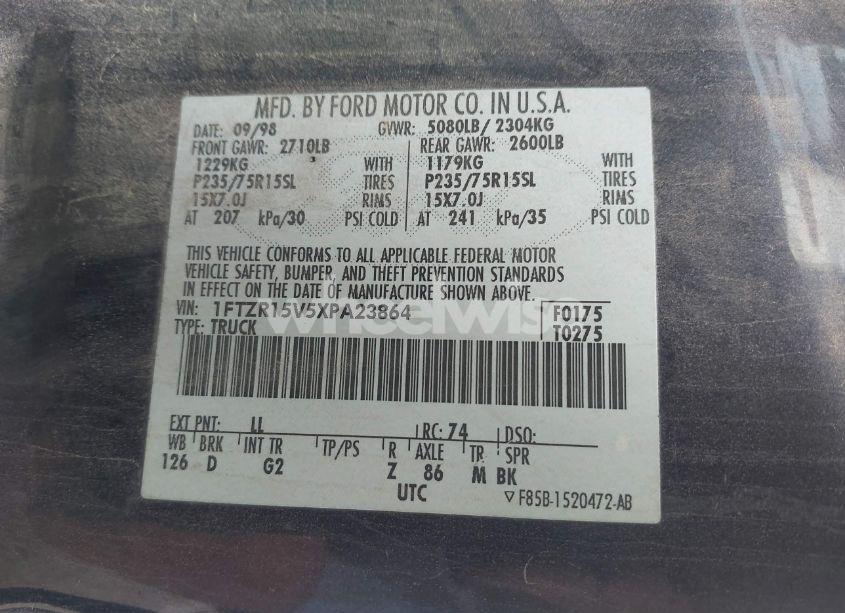 MFD. BY FORD MOTOR CO. IN U.S.A.
DATE: 09/98 GVWR: 5080LB/ 2304KG
FRONT GAWR: 2710LB REAR GAWR: 2600LB
1229KG WITH 1179KG WITH
P235/75R15SL TIRES P235/75R15SL TIRES
15X7.0J RIMS 15X7.0J RIMS
AT 207 kPa/30 PSI COLD AT 241 kPa/35 PSI COLD
THIS VEHICLE CONFORMS TO ALL APPLICABLE FEDERAL MOTOR
VEHICLE SAFETY, BUMPER, AND THEFT PREVENTION STANDARDS
IN EFFECT ON THE DATE OF MANUFACTURE SHOWN ABOVE.
VIN: 1FTZR15V5XPA23864 F0175
TYPE: TRUCK T0275
wheelwise
EXT PNT: LL RC: 74 DSO:
WB BRK INT TR TP/PS R AXLE TR SPR
126 D G2 Z 86 M BK
UTC ▽ F85B-1520472-AB